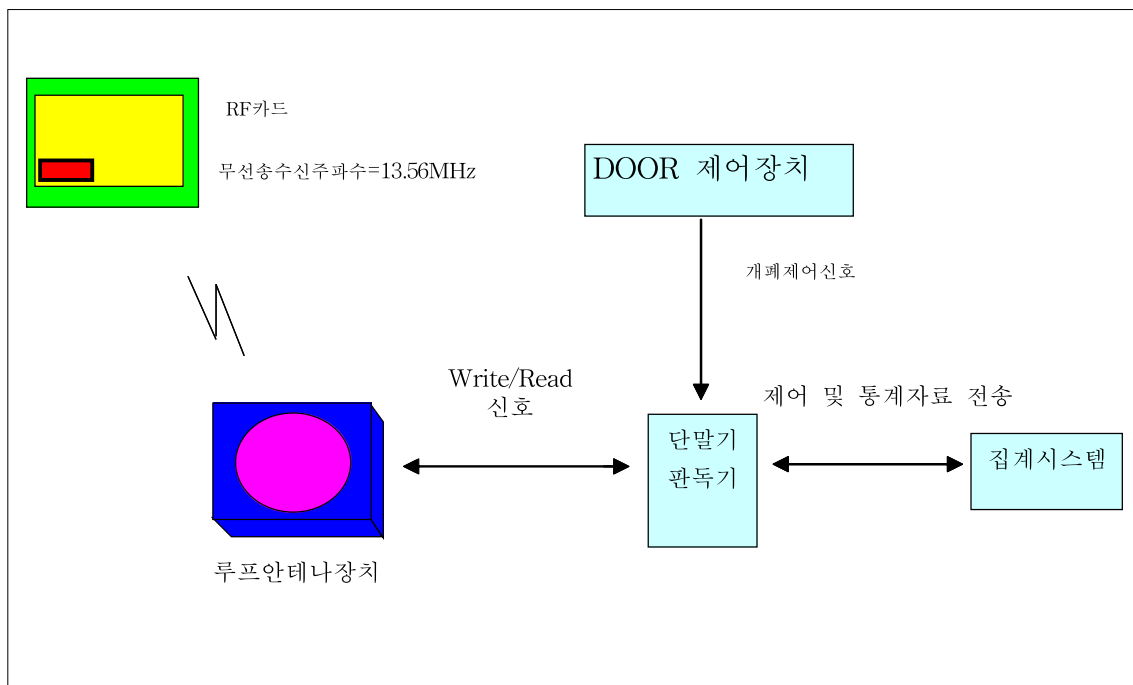 RF카드
무선송수신주파수=13.56MHz
DOOR 제어장치
개폐제어신호
Write/Read
신호
제어 및 통계자료 전송
단말기
판독기
집계시스템
루프안테나장치